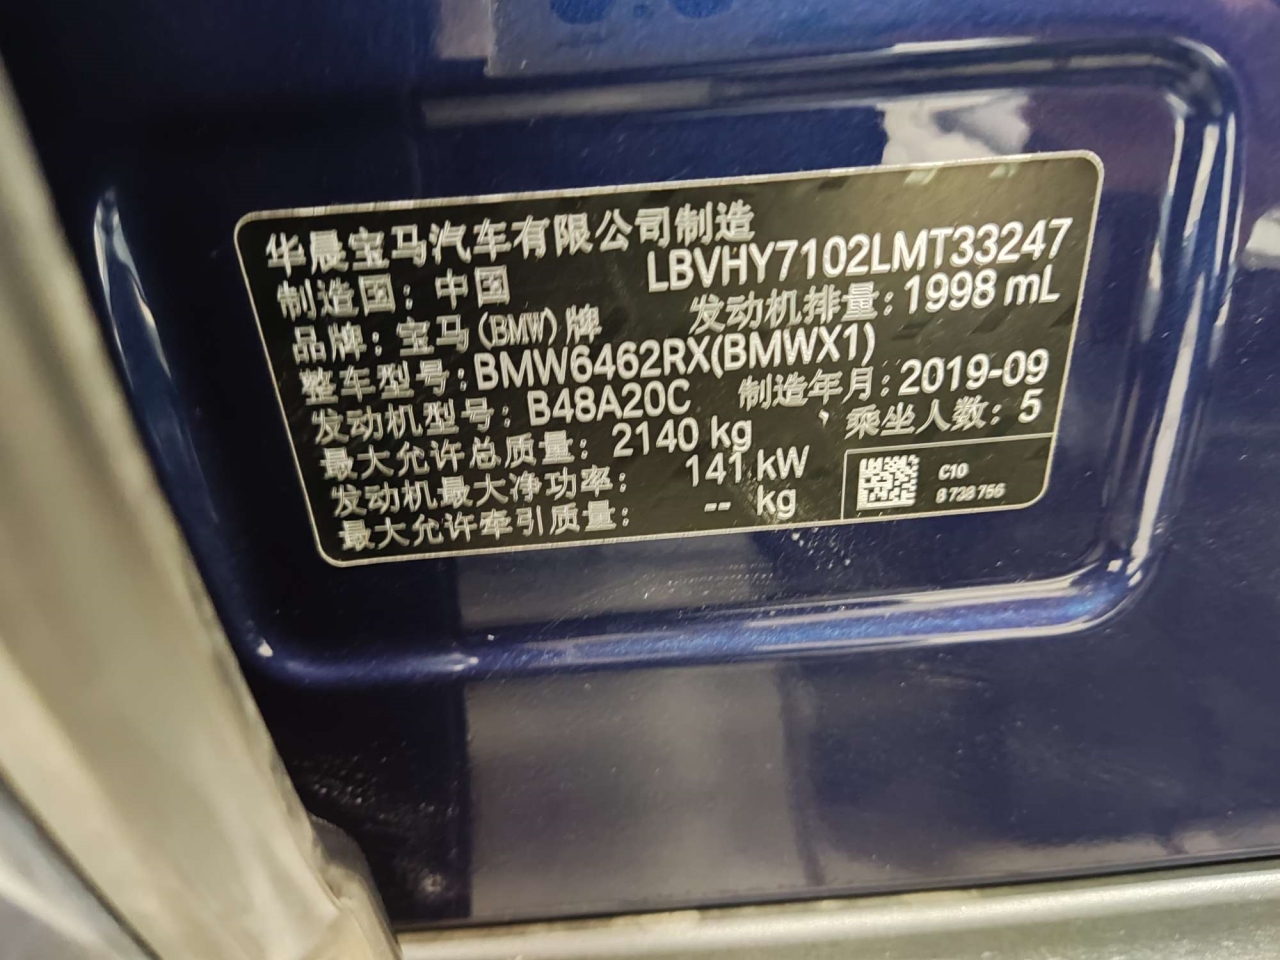 华晨宝马汽车有限公司制造
LBVHY7102LMT33247
制造国：中国
发动机排量：1998 mL
品牌：宝马(BMW)牌
整车型号：BMW6462RX(BMWX1)
制造年月：2019-09
发动机型号：B48A20C
乘坐人数：5
最大允许总质量：2140 kg
发动机最大净功率：141 kW
最大允许牵引质量：-- kg
C10
8 738 756